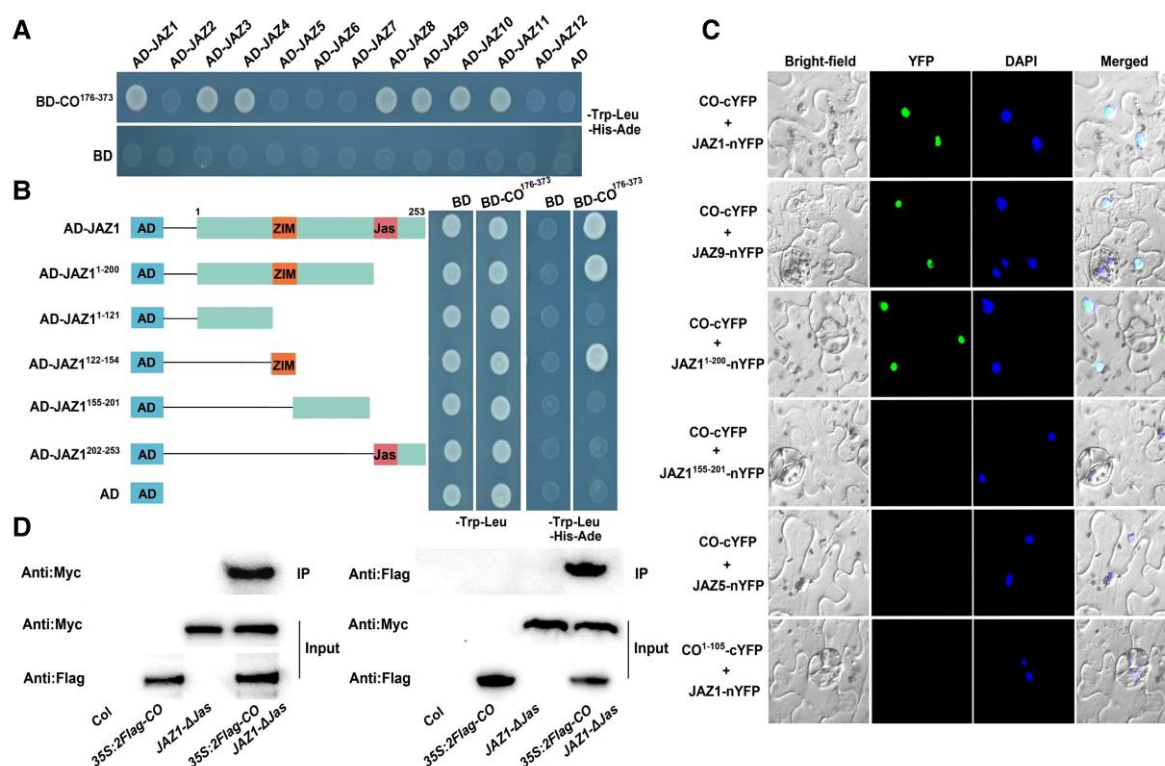 A
AD-JAZ1
AD-JAZ2
AD-JAZ3
AD-JAZ4
AD-JAZ5
AD-JAZ6
AD-JAZ7
AD-JAZ8
AD-JAZ9
AD-JAZ10
AD-JAZ11
AD-JAZ12
AD
BD-CO176-373
BD
-Trp-Leu
-His-Ade
B
1
253
BD
BD-CO176-373
BD
BD-CO176-373
AD-JAZ1
AD
ZIM
Jas
AD-JAZ11-200
AD
ZIM
AD-JAZ11-121
AD
AD-JAZ1122-154
AD
ZIM
AD-JAZ1155-201
AD
AD-JAZ1202-253
AD
Jas
AD
AD
-Trp-Leu
-Trp-Leu
-His-Ade
C
Bright-field
YFP
DAPI
Merged
CO-cYFP
+
JAZ1-nYFP
CO-cYFP
+
JAZ9-nYFP
CO-cYFP
+
JAZ11-200-nYFP
CO-cYFP
+
JAZ1155-201-nYFP
CO-cYFP
+
JAZ5-nYFP
CO1-105-cYFP
+
JAZ1-nYFP
D
Anti:Myc
IP
Anti:Myc
Input
Anti:Flag
Col
35S:2Flag-CO
JAZ1-ΔJas
35S:2Flag-CO
JAZ1-ΔJas
Anti:Flag
IP
Anti:Myc
Input
Anti:Flag
Col
35S:2Flag-CO
JAZ1-ΔJas
35S:2Flag-CO
JAZ1-ΔJas